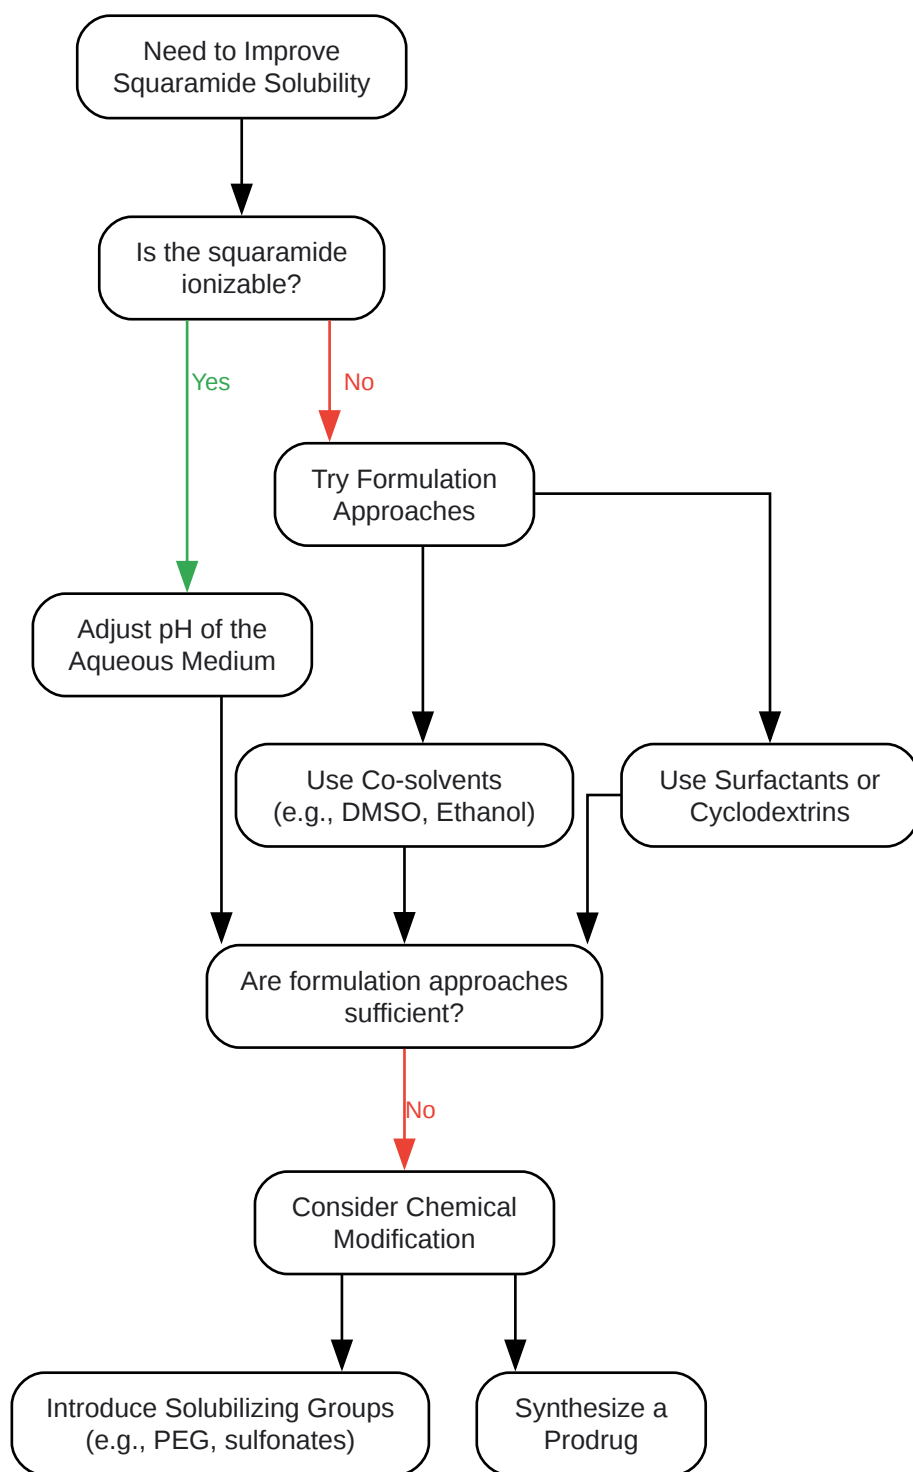 Need to Improve
Squaramide Solubility
Is the squaramide
ionizable?
Yes
No
Try Formulation
Approaches
Adjust pH of the
Aqueous Medium
Use Co-solvents
(e.g., DMSO, Ethanol)
Use Surfactants or
Cyclodextrins
Are formulation approaches
sufficient?
No
Consider Chemical
Modification
Introduce Solubilizing Groups
(e.g., PEG, sulfonates)
Synthesize a
Prodrug